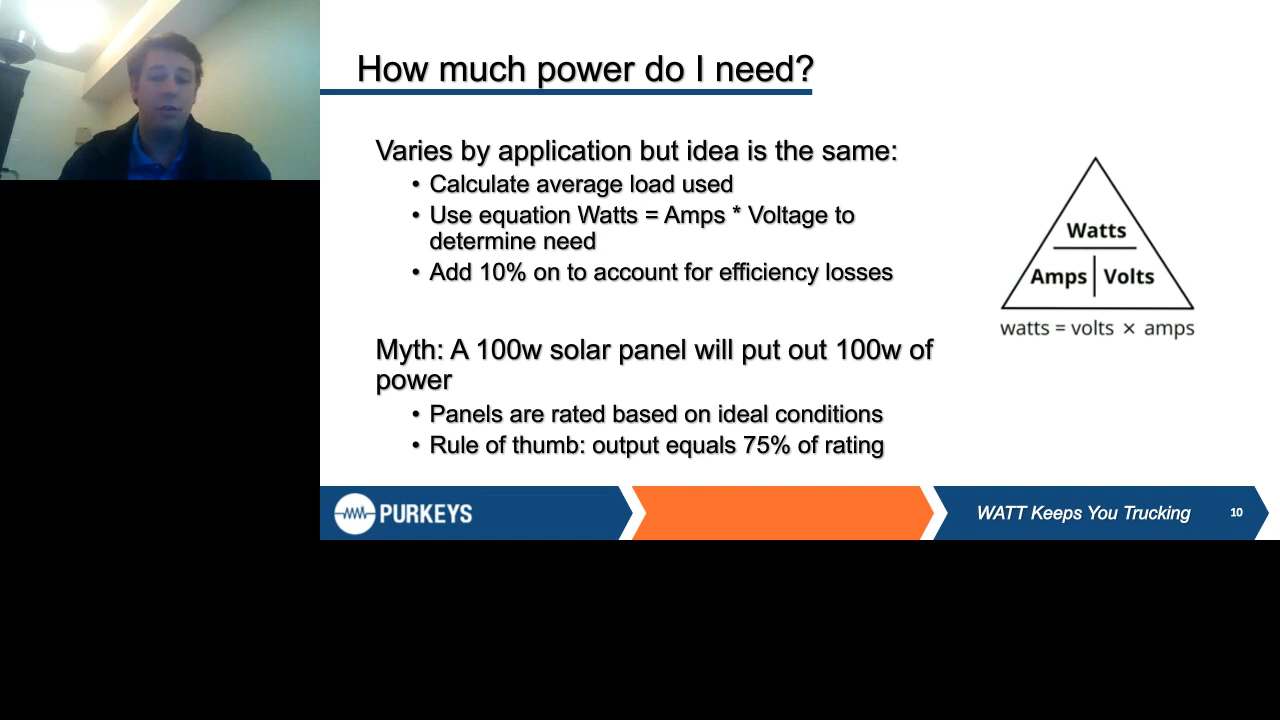 How much power do I need?
Varies by application but idea is the same:
• Calculate average load used
• Use equation Watts = Amps * Voltage to
determine need
• Add 10% on to account for efficiency losses
Myth: A 100w solar panel will put out 100w of
power
• Panels are rated based on ideal conditions
• Rule of thumb: output equals 75% of rating
Watts
Amps Volts
watts = volts × amps
PURKEYS
WATT Keeps You Trucking
10